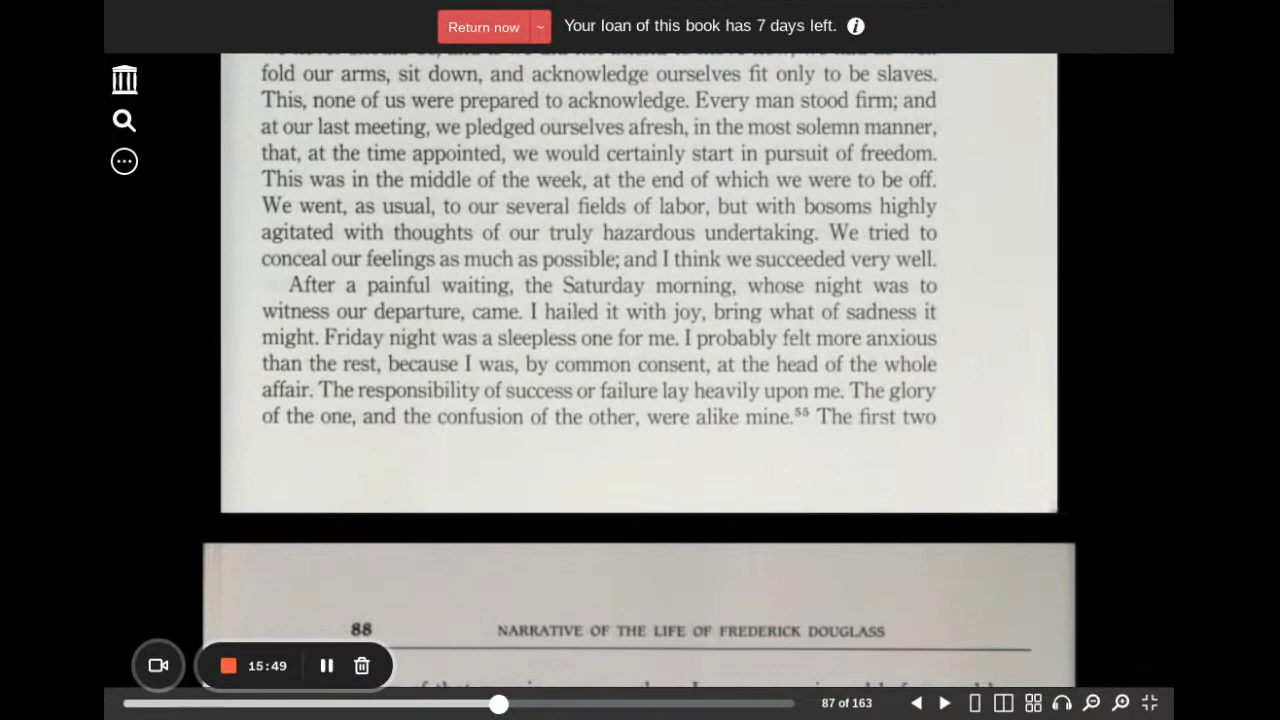 Return now
Your loan of this book has 7 days left.
fold our arms, sit down, and acknowledge ourselves fit only to be slaves.
This, none of us were prepared to acknowledge. Every man stood firm; and
at our last meeting, we pledged ourselves afresh, in the most solemn manner,
that, at the time appointed, we would certainly start in pursuit of freedom.
This was in the middle of the week, at the end of which we were to be off.
We went, as usual, to our several fields of labor, but with bosoms highly
agitated with thoughts of our truly hazardous undertaking. We tried to
conceal our feelings as much as possible; and I think we succeeded very well.
After a painful waiting, the Saturday morning, whose night was to
witness our departure, came. I hailed it with joy, bring what of sadness it
might. Friday night was a sleepless one for me. I probably felt more anxious
than the rest, because I was, by common consent, at the head of the whole
affair. The responsibility of success or failure lay heavily upon me. The glory
of the one, and the confusion of the other, were alike mine.⁵⁵ The first two
88 NARRATIVE OF THE LIFE OF FREDERICK DOUGLASS
15:49
87 of 163